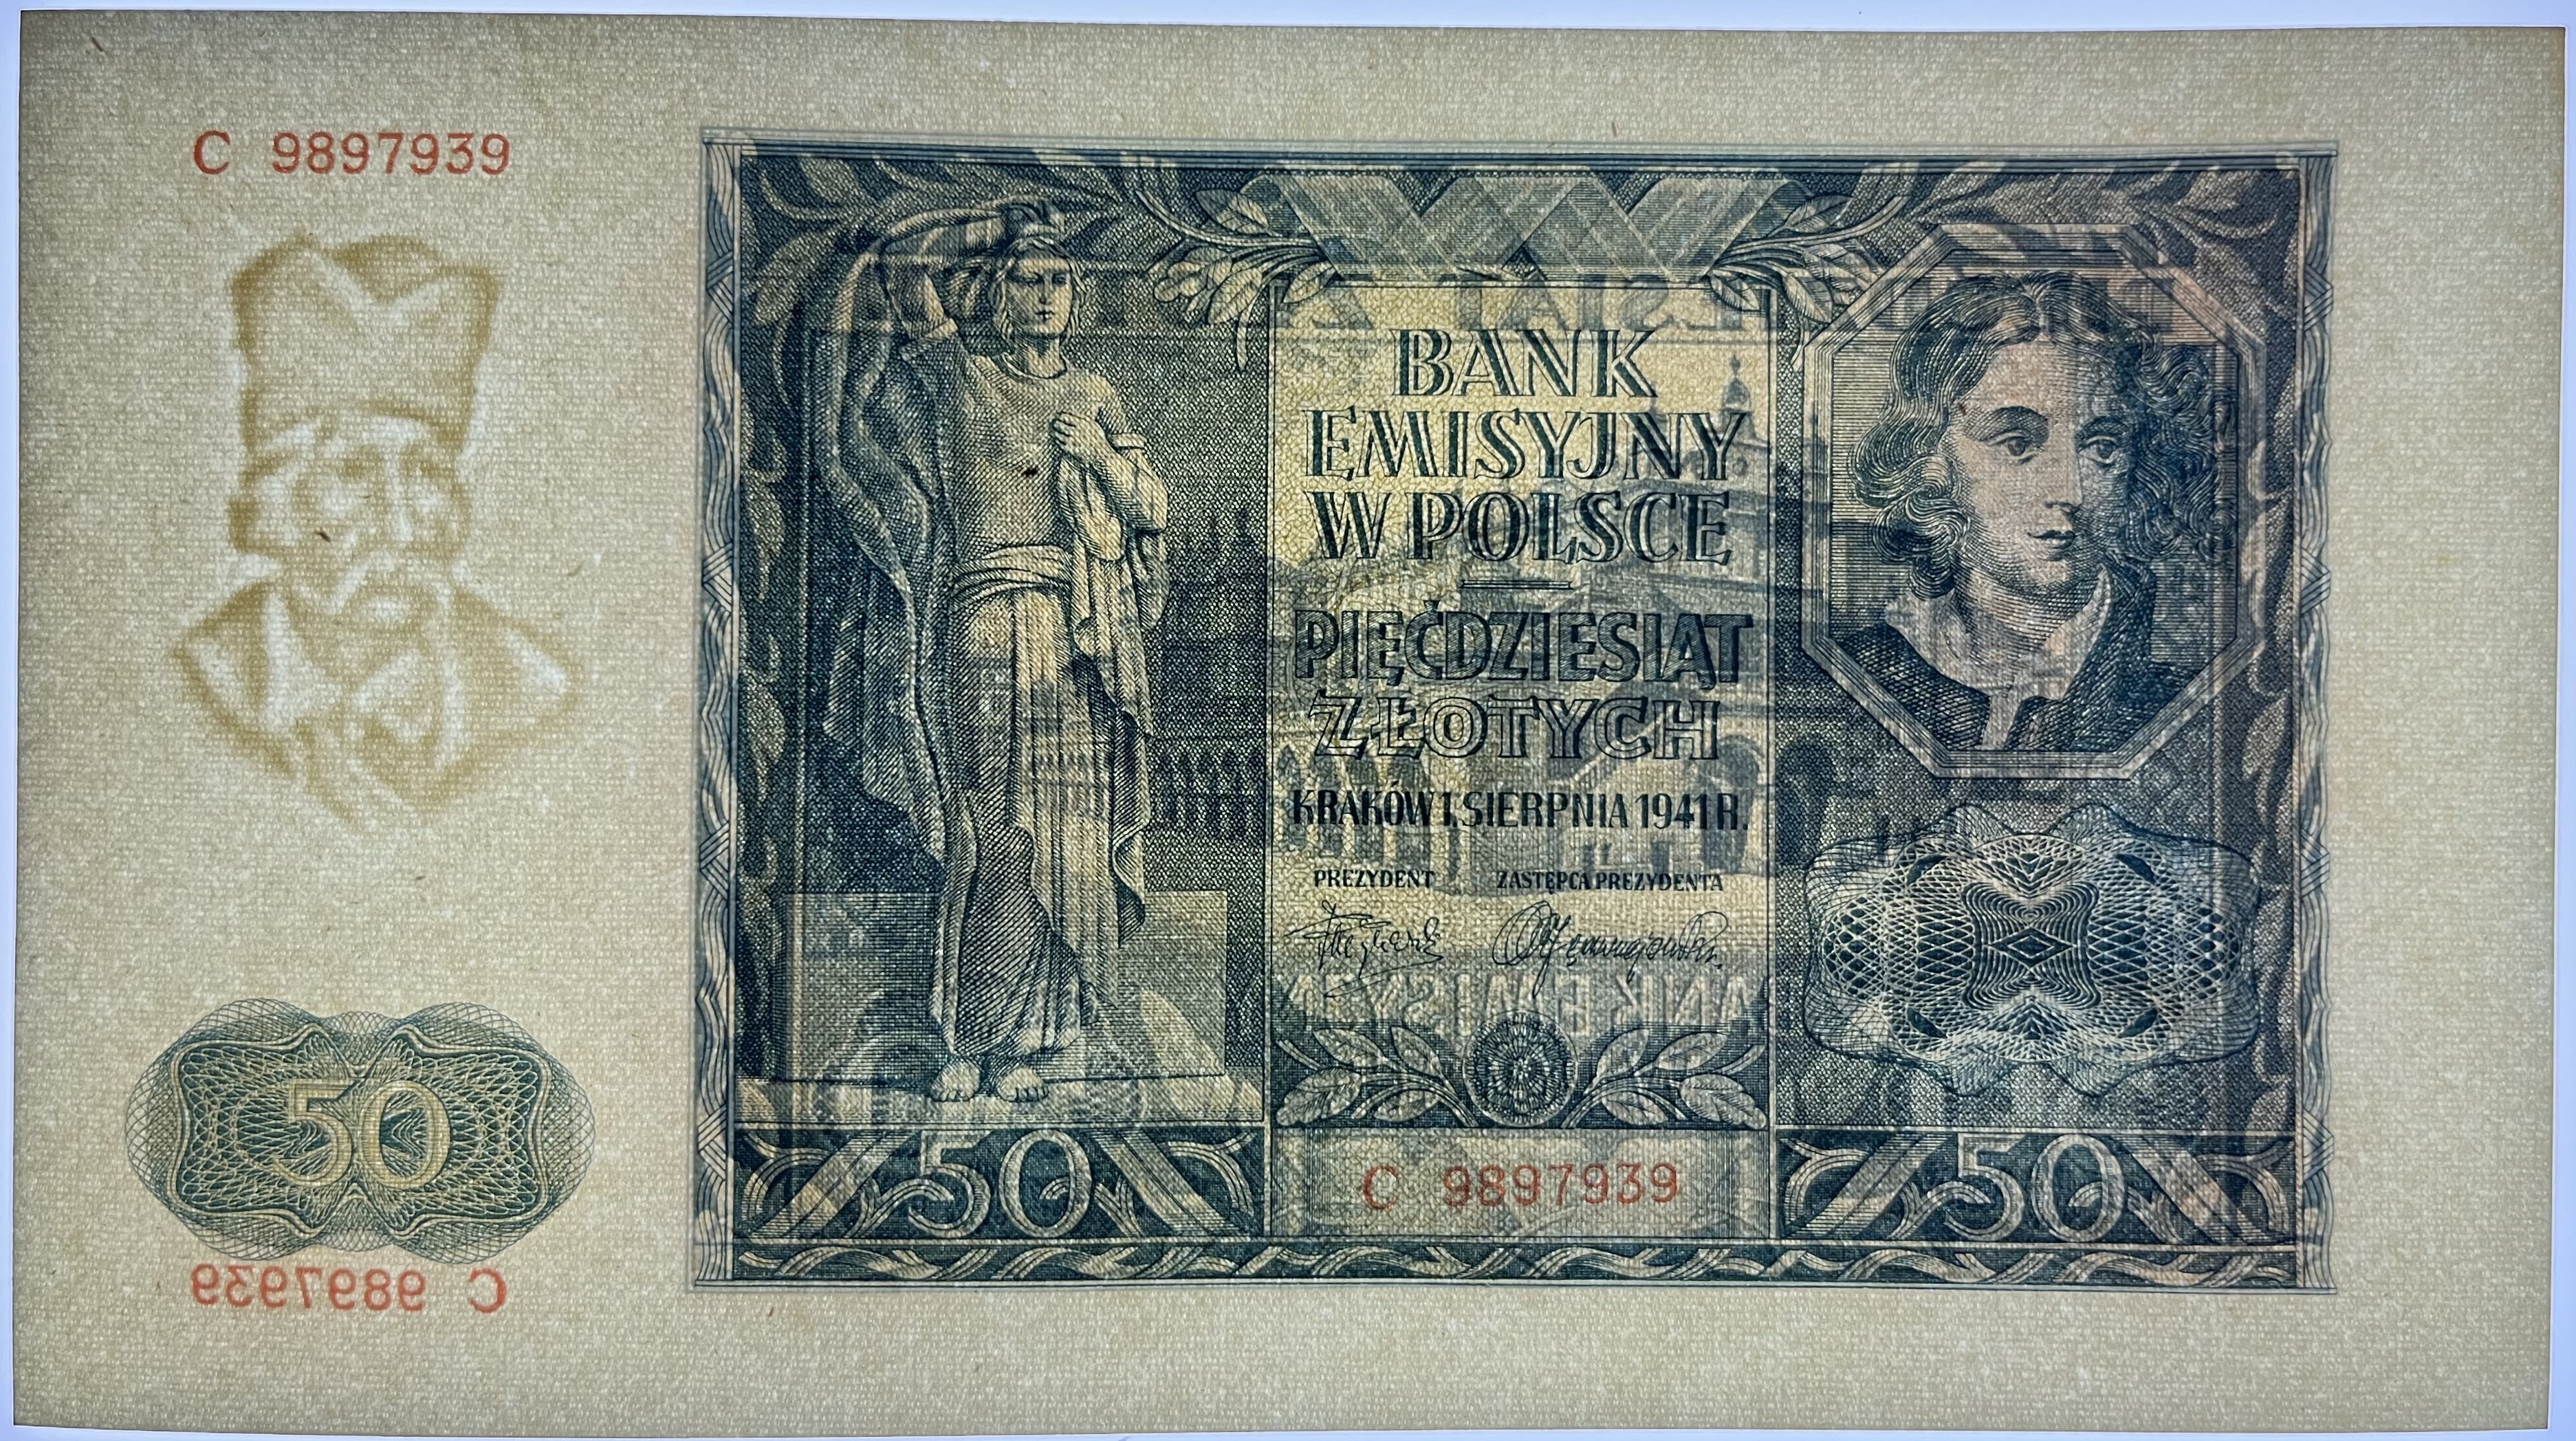 C 9897939
BANK
EMISYJNY
W POLSCE
PIĘĆDZIESIĄT
ZŁOTYCH
KRAKÓW 1. SIERPNIA 1941 R.
PREZYDENT ZASTĘPCA PREZYDENTA
50
50
C 9897939
50
C 9897939